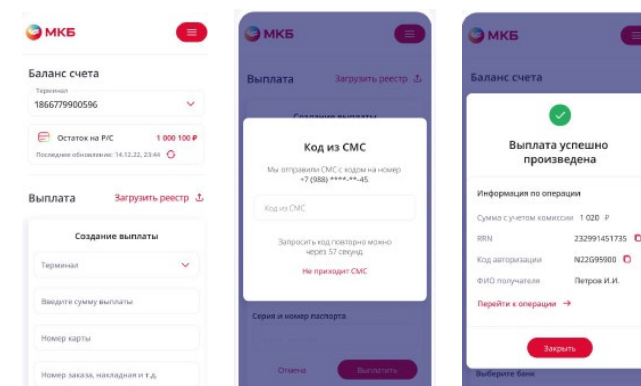 МКБ
Баланс счета
Терминал
1866779900596
Остаток на Р/С 1 000 100 ₽
Последнее обновление: 14.12.22, 23:44
Выплата Загрузить реестр
Создание выплаты
Терминал
Введите сумму выплаты
Номер карты
Номер заказа, накладная и т.д.
МКБ
Выплата Загрузить реестр
Создание выплаты
Код из СМС
Мы отправили СМС с кодом на номер
+7 (988) ****-**-45.
Код из СМС
Запросить код повторно можно
через 57 секунд
Не приходит СМС
Серия и номер паспорта
Отмена Выплатить
МКБ
Баланс счета
Выплата успешно
произведена
Информация по операции
Сумма с учетом комиссии 1 020 ₽
RRN 232991451735
Код авторизации N22G95900
ФИО получателя Петров И.И.
Перейти к операции →
Закрыть
Выберите банк